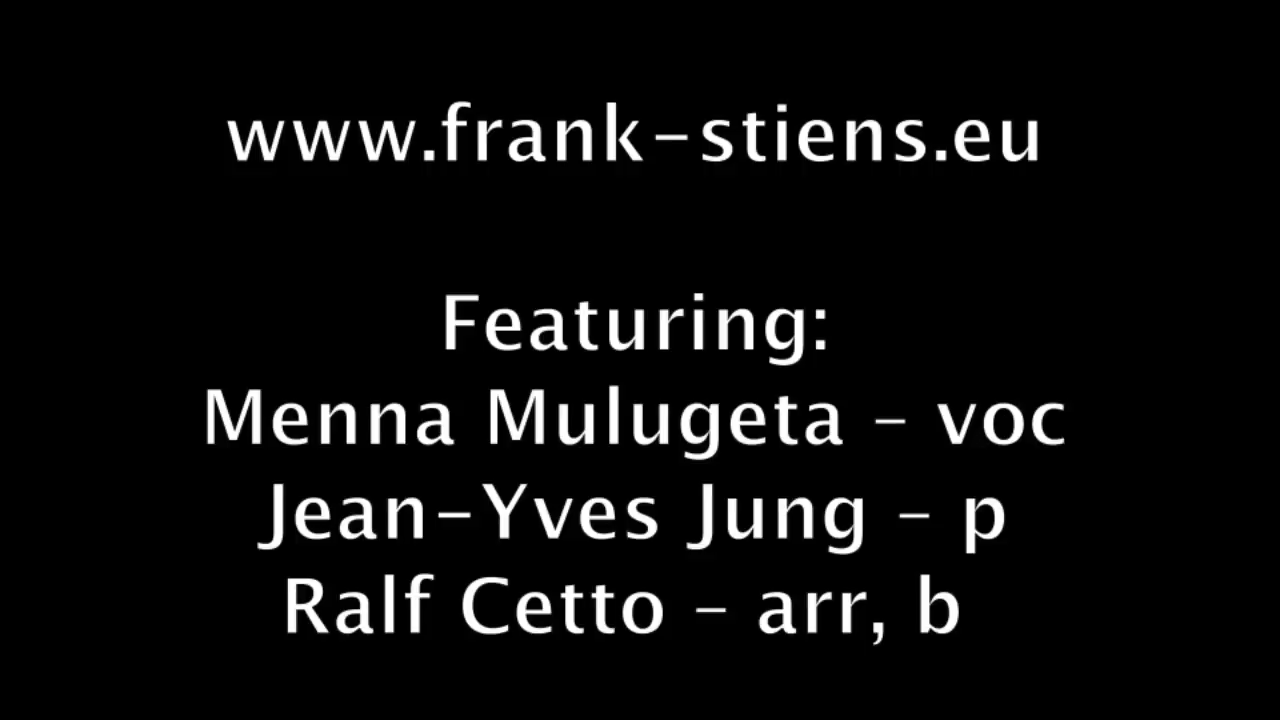 www.frank-stiens.eu
Featuring:
Menna Mulugeta - voc
Jean-Yves Jung - p
Ralf Cetto - arr, b